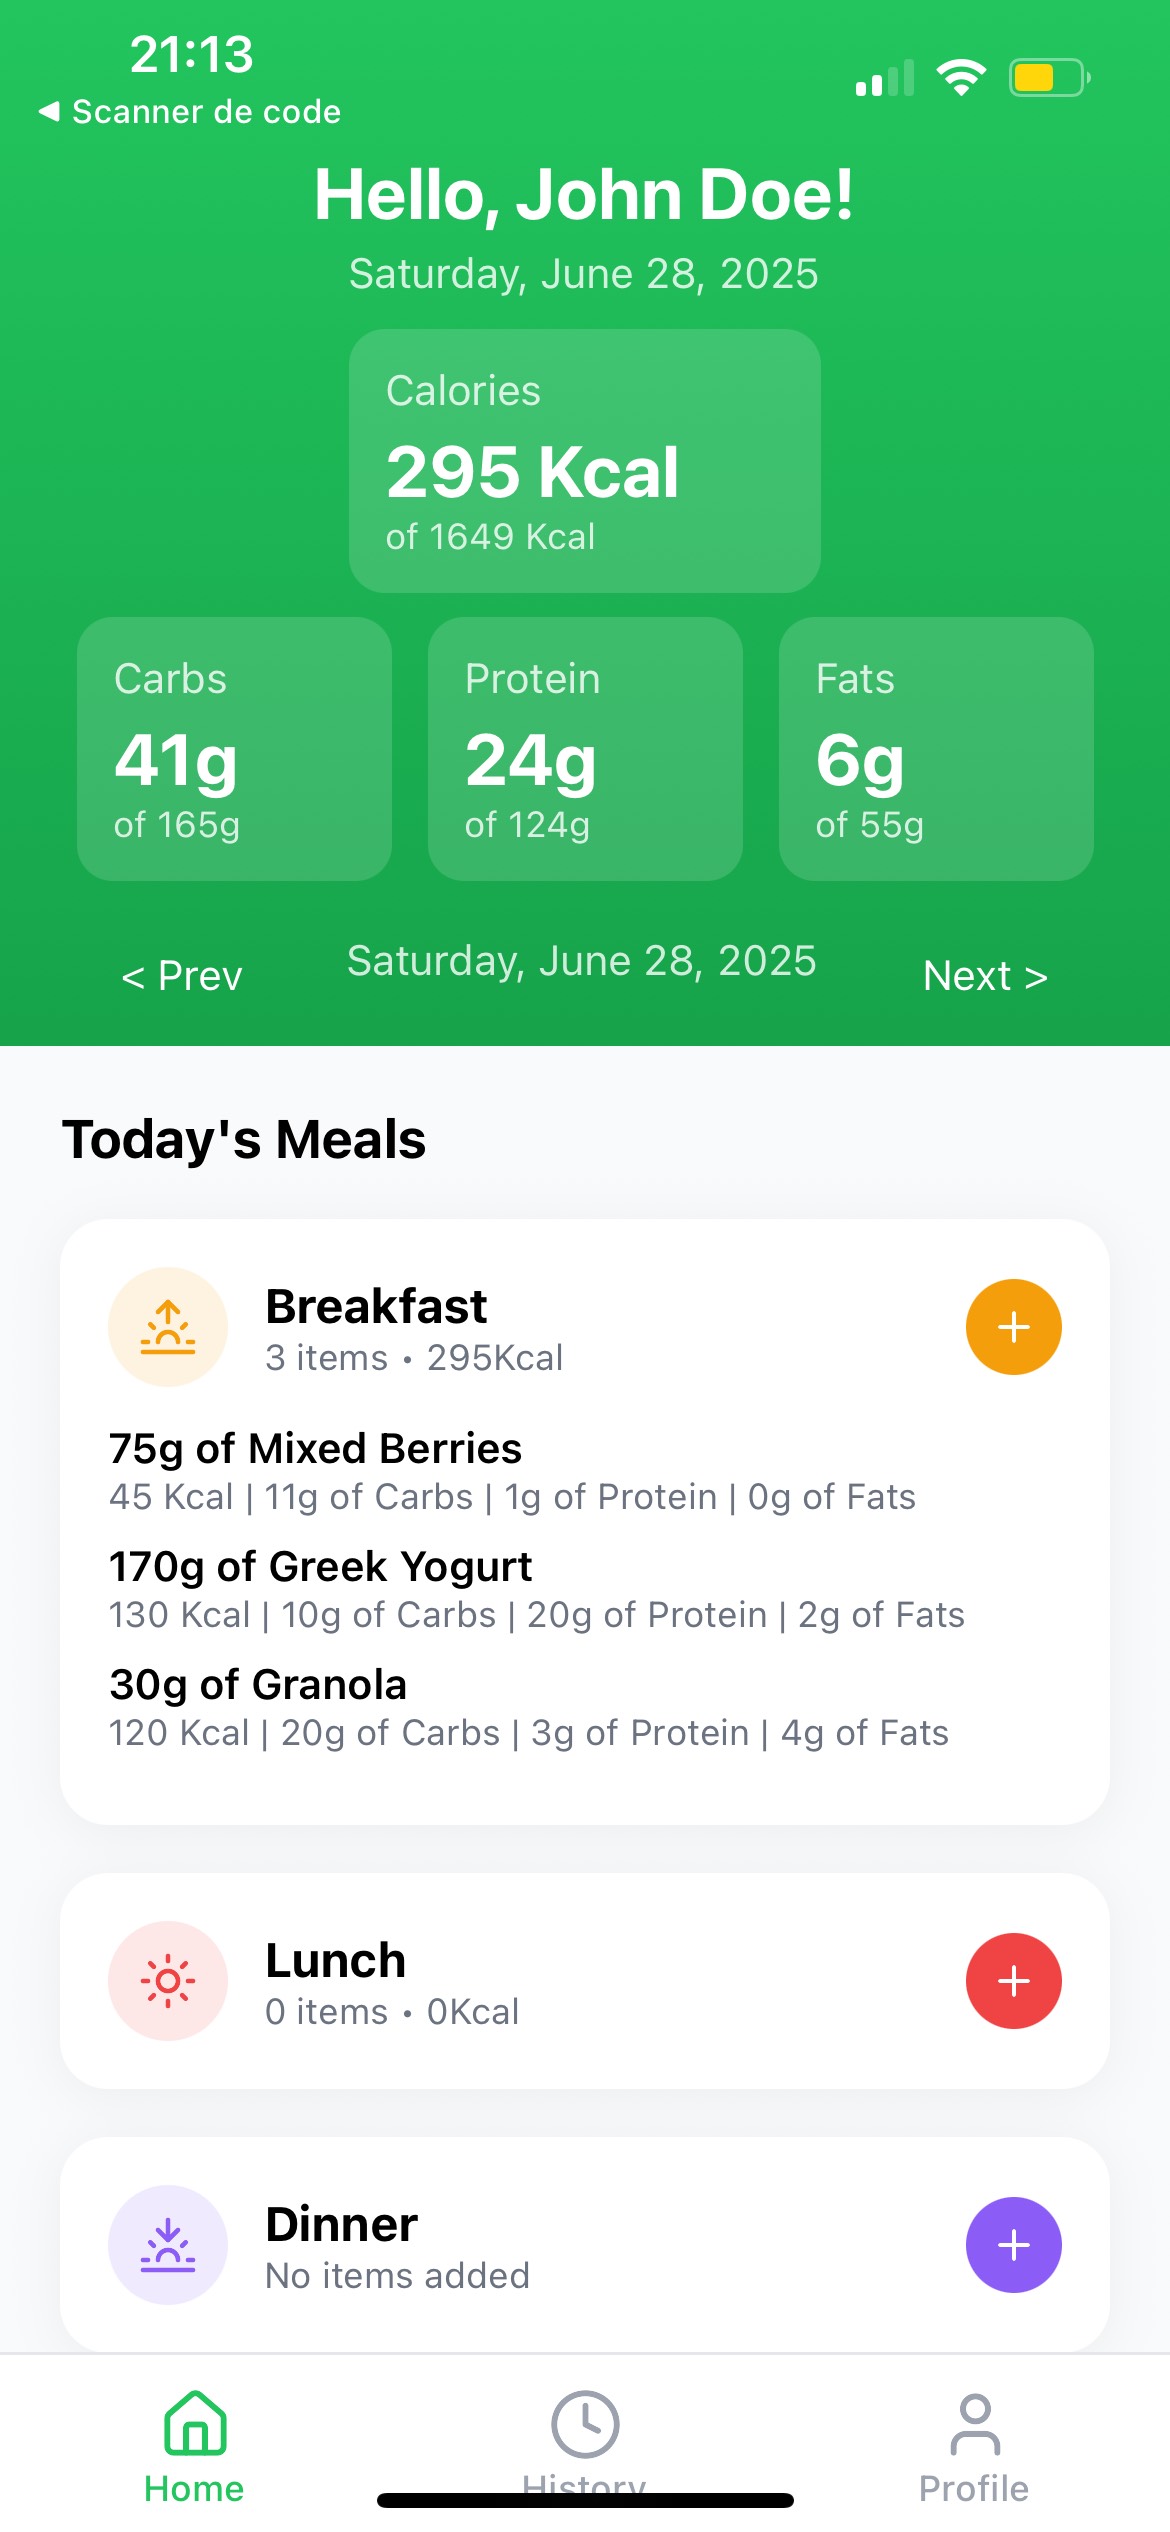 21:13
◀ Scanner de code
Hello, John Doe!
Saturday, June 28, 2025
Calories
295 Kcal
of 1649 Kcal
Carbs
41g
of 165g
Protein
24g
of 124g
Fats
6g
of 55g
< Prev
Saturday, June 28, 2025
Next >
Today's Meals
Breakfast
3 items • 295Kcal
75g of Mixed Berries
45 Kcal | 11g of Carbs | 1g of Protein | 0g of Fats
170g of Greek Yogurt
130 Kcal | 10g of Carbs | 20g of Protein | 2g of Fats
30g of Granola
120 Kcal | 20g of Carbs | 3g of Protein | 4g of Fats
Lunch
0 items • 0Kcal
Dinner
No items added
Home
History
Profile